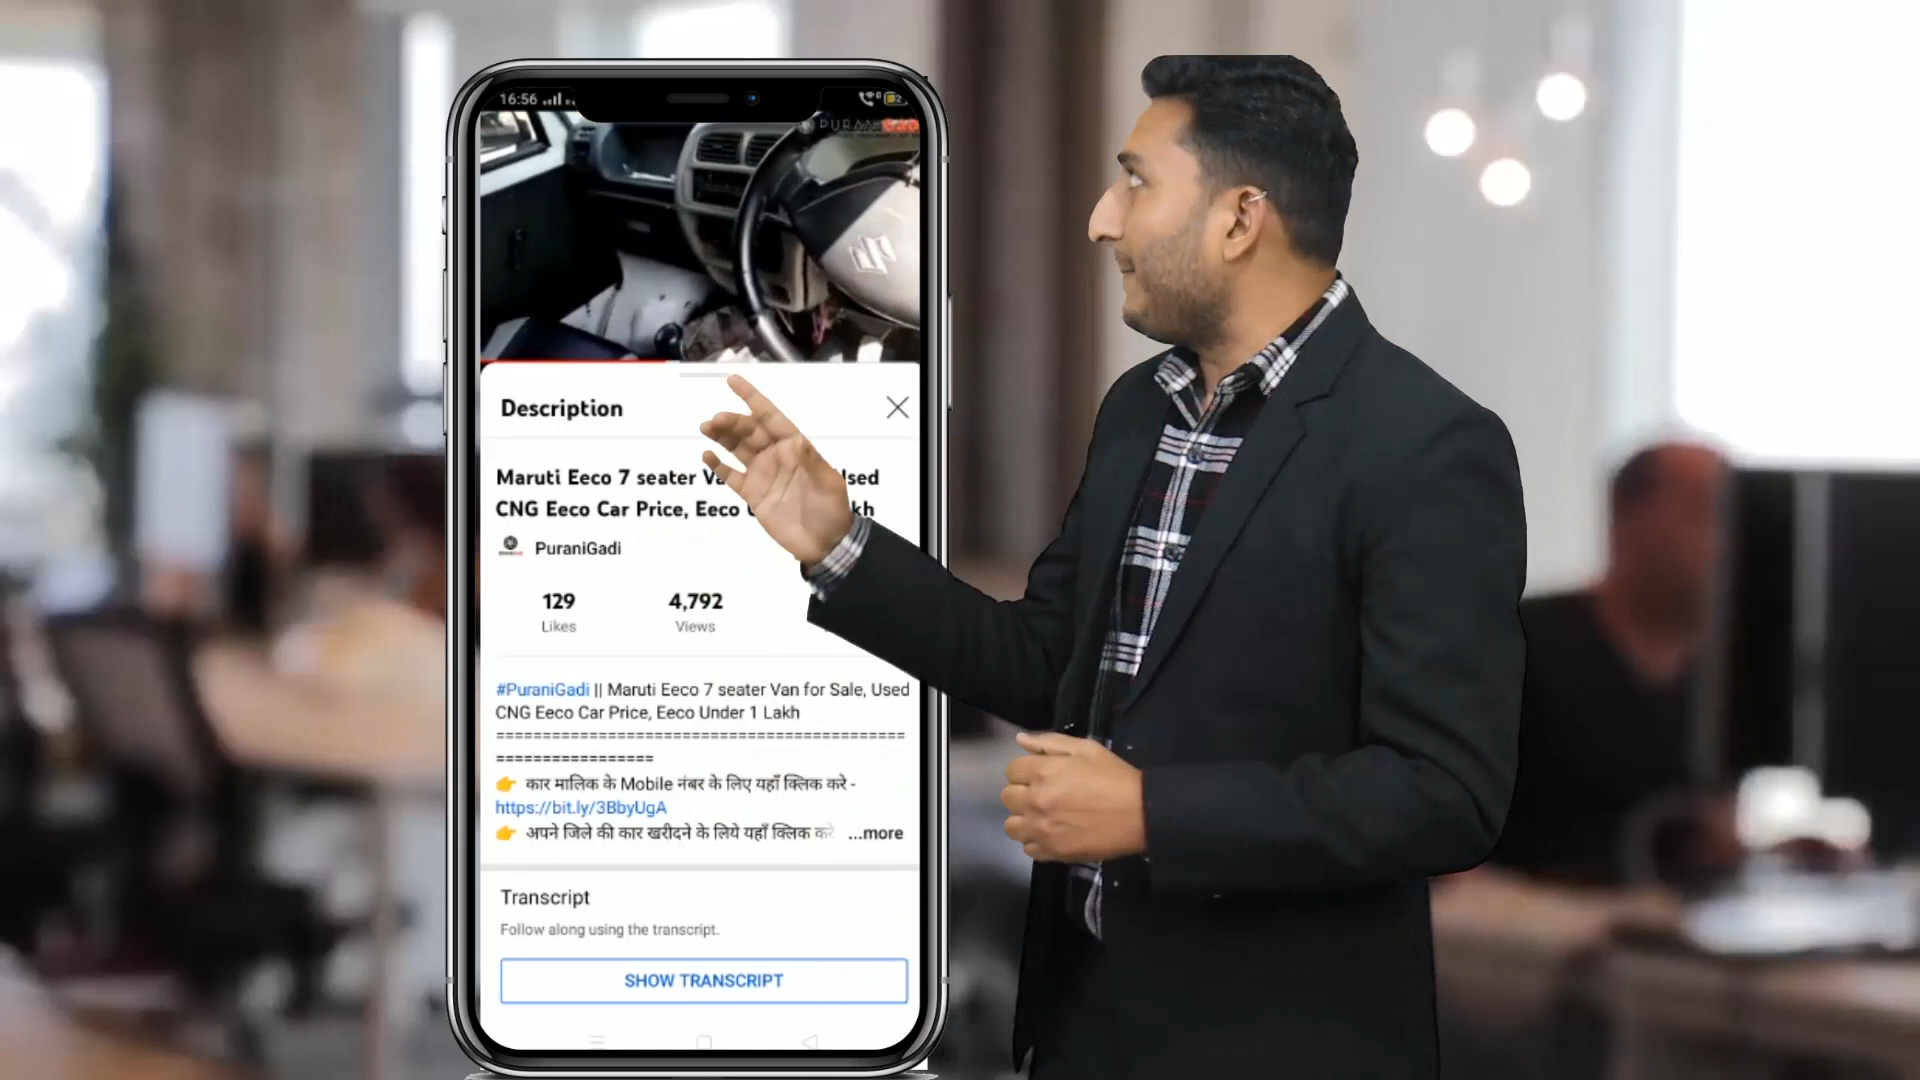 16:56
PURANIGADI
Description
Maruti Eeco 7 seater Va
CNG Eeco Car Price, Eeco
PuraniGadi
129 4,792
Likes Views
#PuraniGadi || Maruti Eeco 7 seater Van for Sale, Used
CNG Eeco Car Price, Eeco Under 1 Lakh
============================================
=================
👉 कार मालिक के Mobile नंबर के लिए यहाँ क्लिक करे -
https://bit.ly/3BbyUgA
👉 अपने जिले की कार खरीदने के लिये यहाँ क्लिक करे ...more
Transcript
Follow along using the transcript.
SHOW TRANSCRIPT